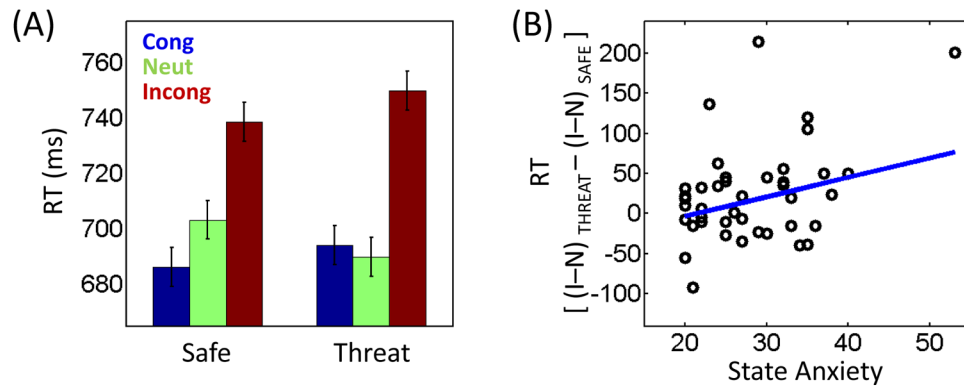 (A)
Cong
Neut
Incong
RT (ms)
760
740
720
700
680
Safe
Threat
(B)
RT
[ (I–N) THREAT – (I–N) SAFE ]
200
150
100
50
0
-50
-100
20
30
40
50
State Anxiety